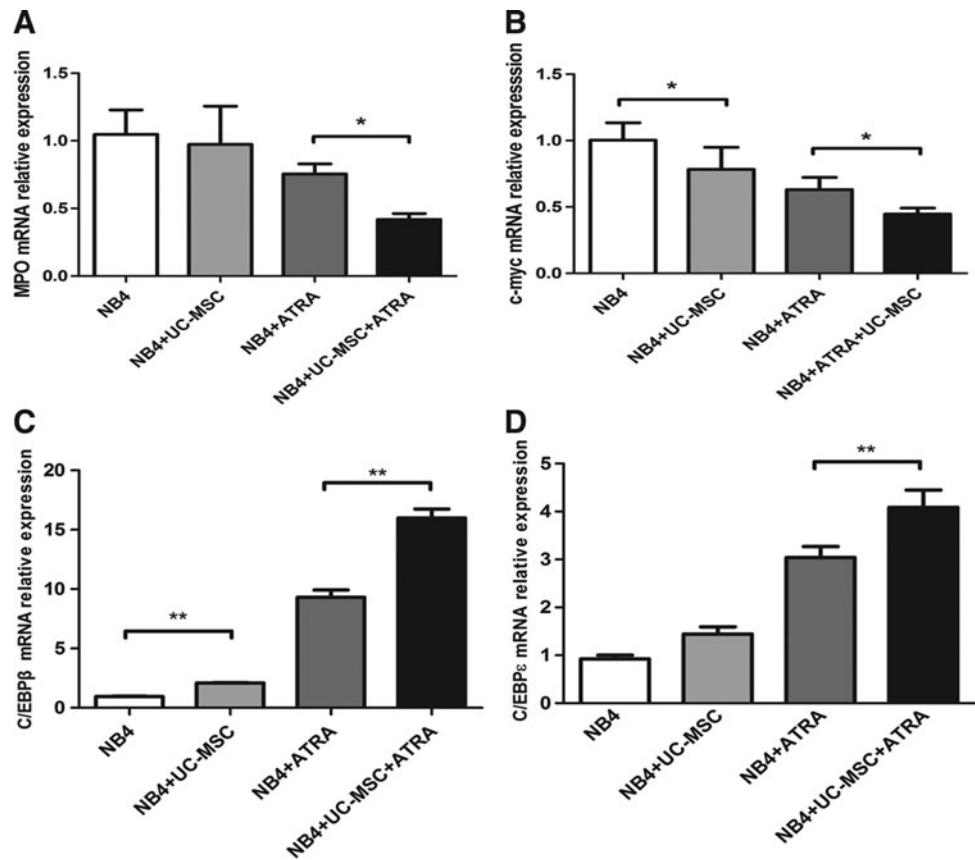 A
MPO mRNA relative expression
1.5
1.0
0.5
0.0
*
NB4
NB4+UC-MSC
NB4+ATRA
NB4+UC-MSC+ATRA
B
c-myc mRNA relative expresssion
1.5
1.0
0.5
0.0
*
*
NB4
NB4+UC-MSC
NB4+ATRA
NB4+ATRA+UC-MSC
C
C/EBPβ mRNA relative expression
20
15
10
5
0
**
**
NB4
NB4+UC-MSC
NB4+ATRA
NB4+UC-MSC+ATRA
D
C/EBPε mRNA relative expression
5
4
3
2
1
0
**
NB4
NB4+UC-MSC
NB4+ATRA
NB4+UC-MSC+ATRA